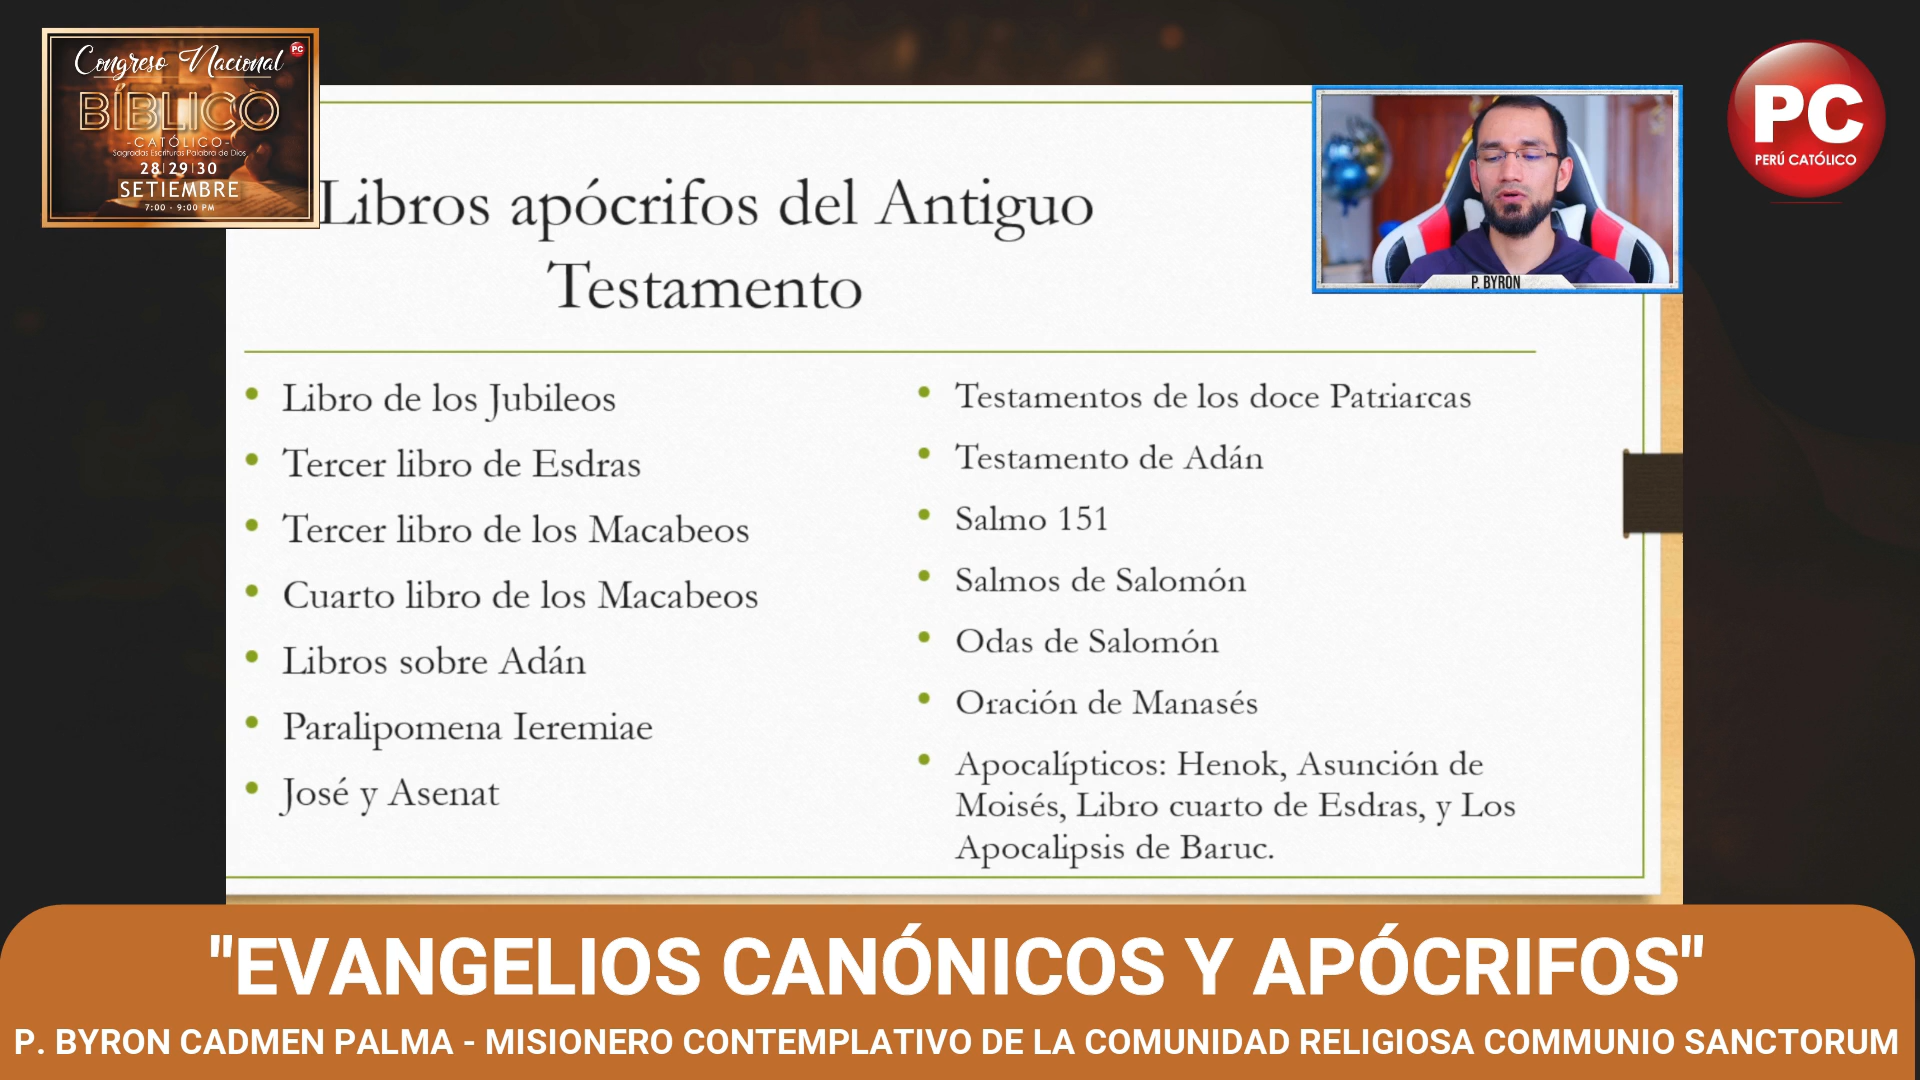 Congreso Nacional
PC
BÍBLICO
-CATÓLICO-
Sagradas Escrituras Palabra de Dios
28|29|30
SETIEMBRE
7:00 - 9:00 PM
PC
PERÚ CATÓLICO
P. BYRON
Libros apócrifos del Antiguo
Testamento
• Libro de los Jubileos
• Tercer libro de Esdras
• Tercer libro de los Macabeos
• Cuarto libro de los Macabeos
• Libros sobre Adán
• Paralipomena Ieremiae
• José y Asenat
• Testamentos de los doce Patriarcas
• Testamento de Adán
• Salmo 151
• Salmos de Salomón
• Odas de Salomón
• Oración de Manasés
• Apocalípticos: Henok, Asunción de
Moisés, Libro cuarto de Esdras, y Los
Apocalipsis de Baruc.
"EVANGELIOS CANÓNICOS Y APÓCRIFOS"
P. BYRON CADMEN PALMA - MISIONERO CONTEMPLATIVO DE LA COMUNIDAD RELIGIOSA COMMUNIO SANCTORUM